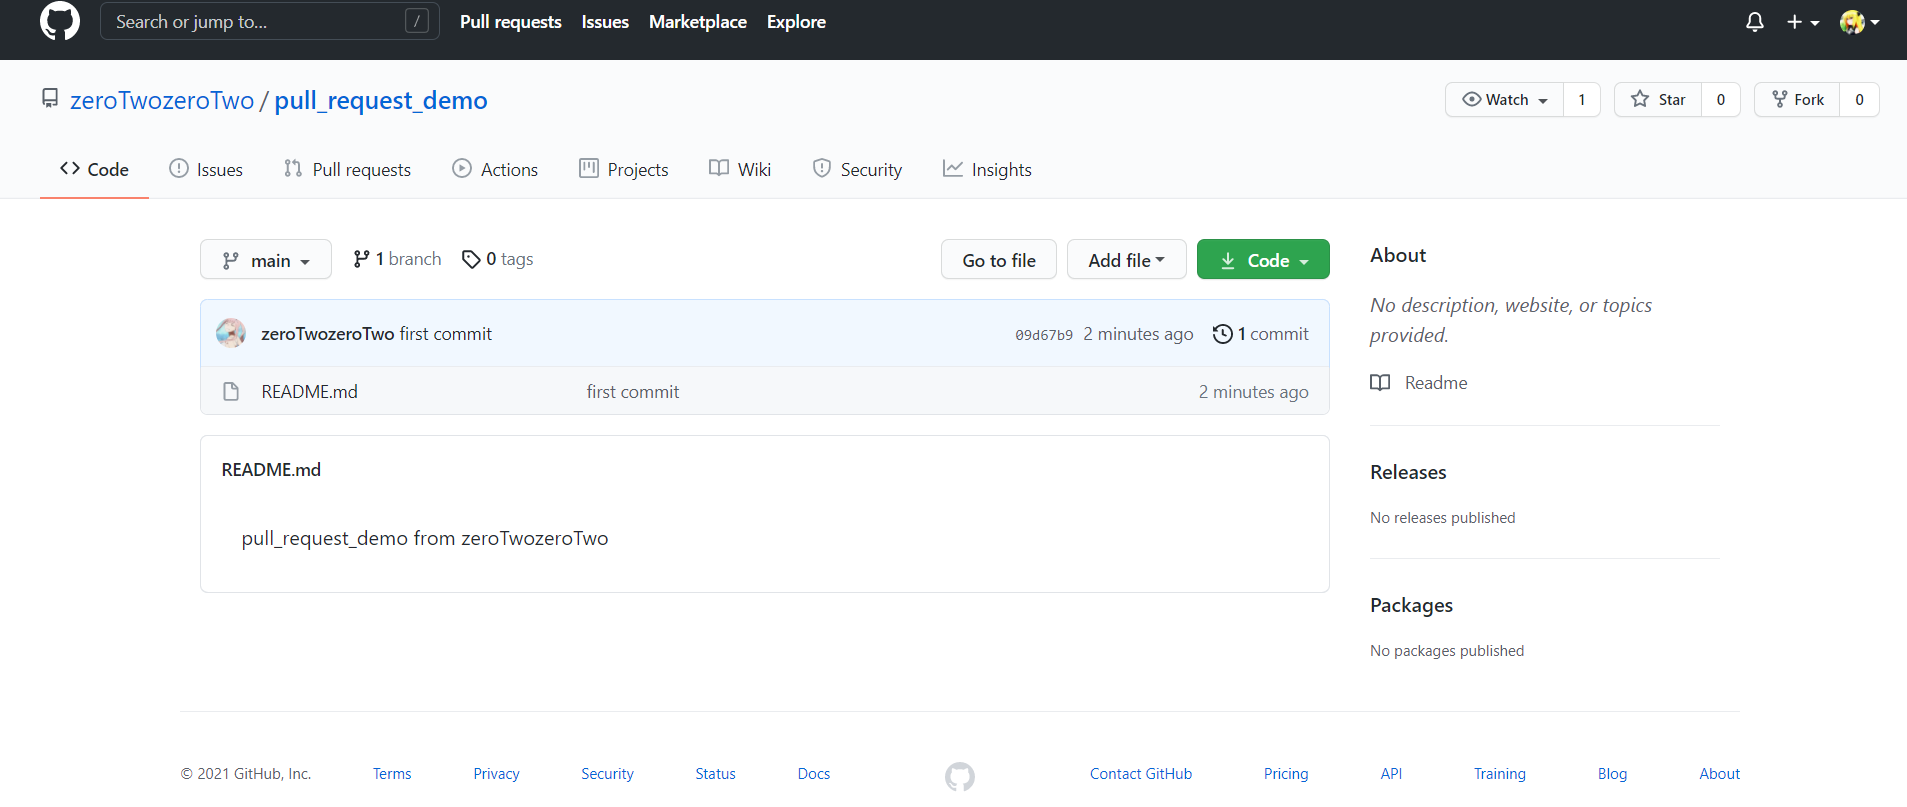 Search or jump to... /
Pull requests Issues Marketplace Explore
zeroTwozeroTwo / pull_request_demo
Watch 1 Star 0 Fork 0
Code Issues Pull requests Actions Projects Wiki Security Insights
main 1 branch 0 tags Go to file Add file Code
zeroTwozeroTwo first commit 09d67b9 2 minutes ago 1 commit
README.md first commit 2 minutes ago
README.md
pull_request_demo from zeroTwozeroTwo
About
No description, website, or topics
provided.
Readme
Releases
No releases published
Packages
No packages published
© 2021 GitHub, Inc. Terms Privacy Security Status Docs Contact GitHub Pricing API Training Blog About